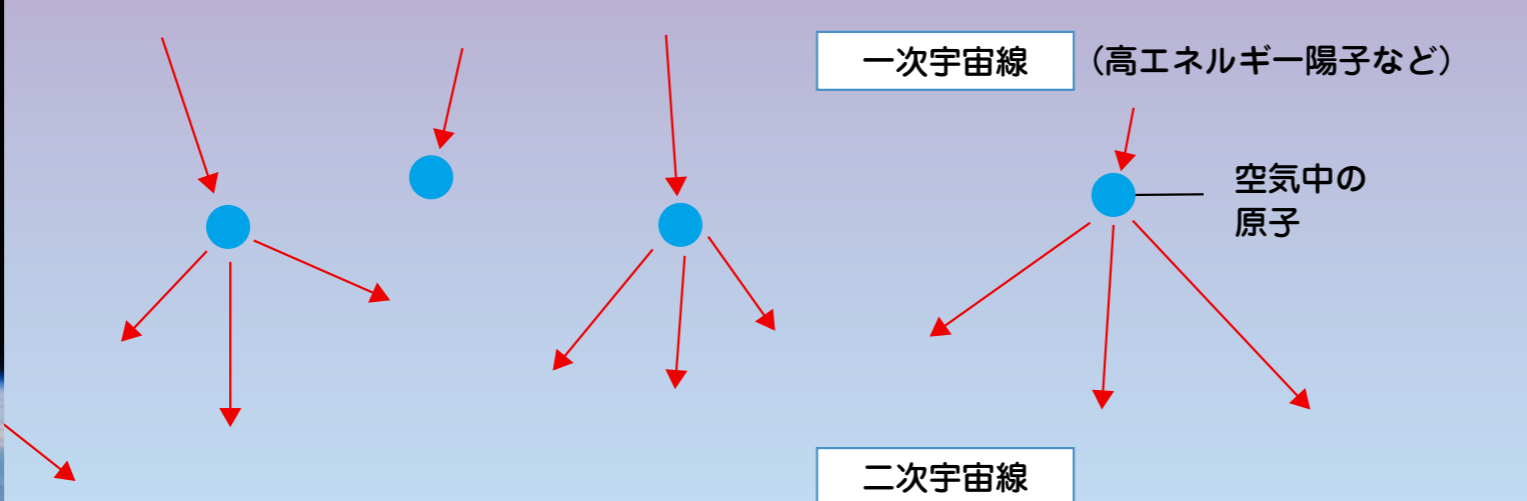 一次宇宙線 （高エネルギー陽子など）
空気中の
原子
二次宇宙線